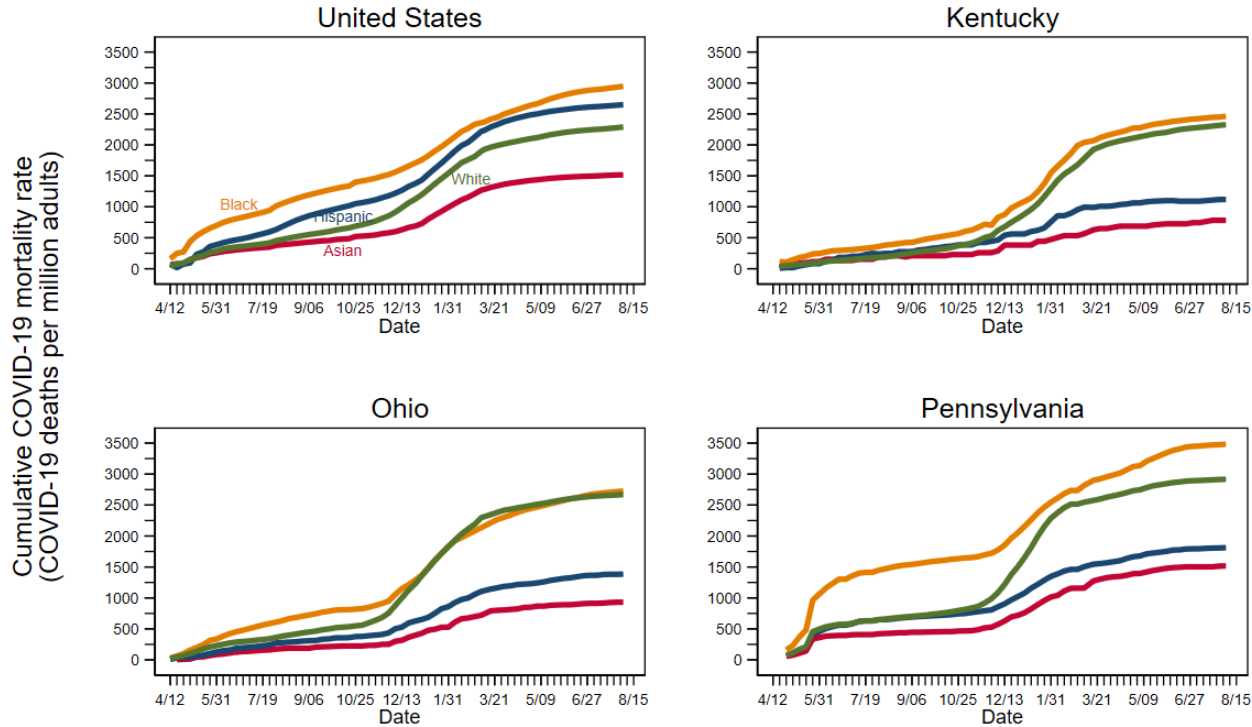 United States
Kentucky
Cumulative COVID-19 mortality rate
(COVID-19 deaths per million adults)
3500
3000
2500
2000
1500
1000
500
0
Black
Hispanic
White
Asian
4/12 5/31 7/19 9/06 10/25 12/13 1/31 3/21 5/09 6/27 8/15
Date
3500
3000
2500
2000
1500
1000
500
0
4/12 5/31 7/19 9/06 10/25 12/13 1/31 3/21 5/09 6/27 8/15
Date
Ohio
Pennsylvania
3500
3000
2500
2000
1500
1000
500
0
4/12 5/31 7/19 9/06 10/25 12/13 1/31 3/21 5/09 6/27 8/15
Date
3500
3000
2500
2000
1500
1000
500
0
4/12 5/31 7/19 9/06 10/25 12/13 1/31 3/21 5/09 6/27 8/15
Date